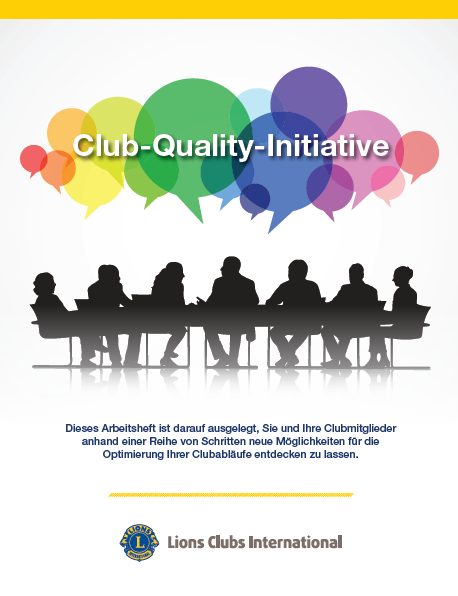 Club-Quality-Initiative
Dieses Arbeitsheft ist darauf ausgelegt, Sie und Ihre Clubmitglieder
anhand einer Reihe von Schritten neue Möglichkeiten für die
Optimierung Ihrer Clubabläufe entdecken zu lassen.
LIONS
L
INTERNATIONAL
Lions Clubs International